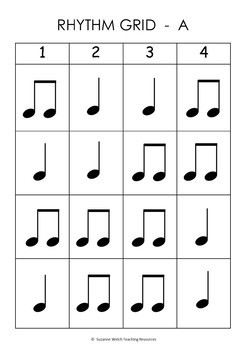 RHYTHM GRID - A
1 2 3 4
© Suzanne Welch Teaching Resources